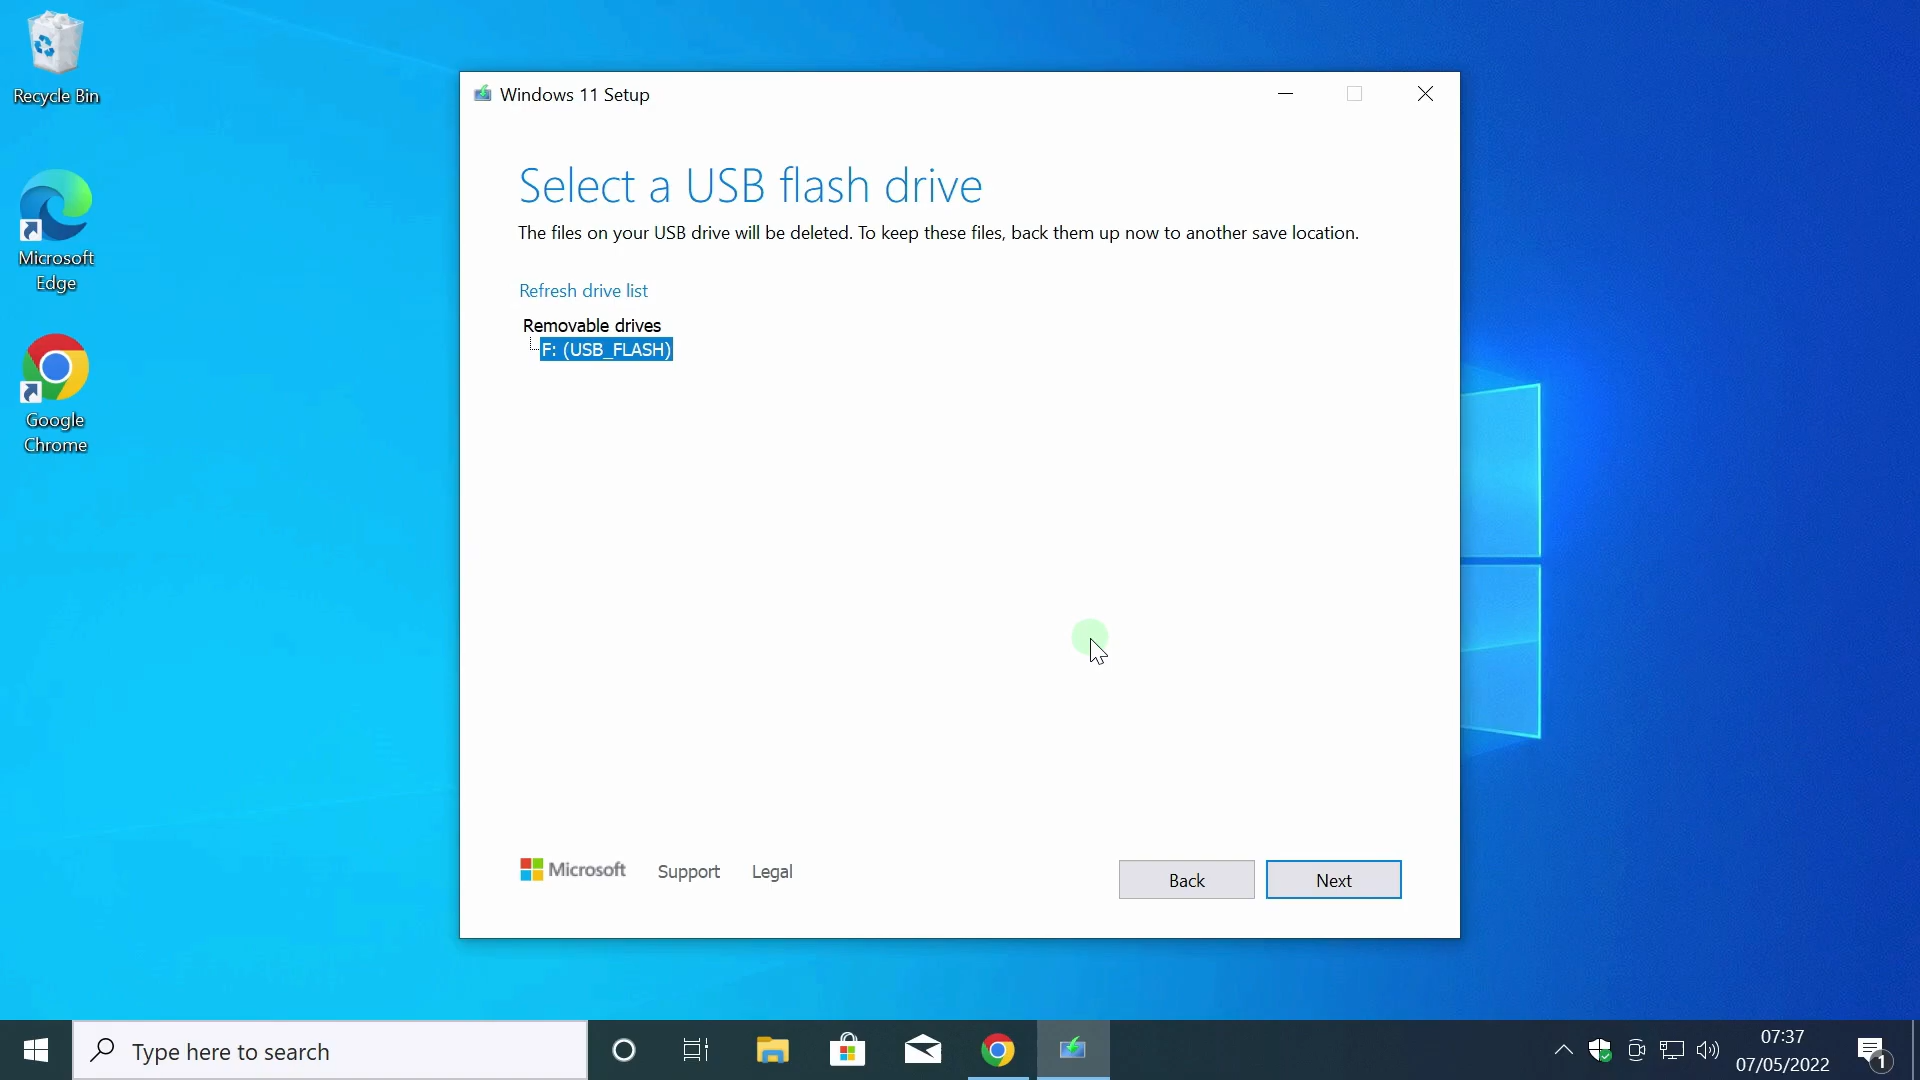 Recycle Bin
Microsoft
Edge
Google
Chrome
Windows 11 Setup
Select a USB flash drive
The files on your USB drive will be deleted. To keep these files, back them up now to another save location.
Refresh drive list
Removable drives
F: (USB_FLASH)
Microsoft
Support
Legal
Back
Next
Type here to search
07:37
07/05/2022
1